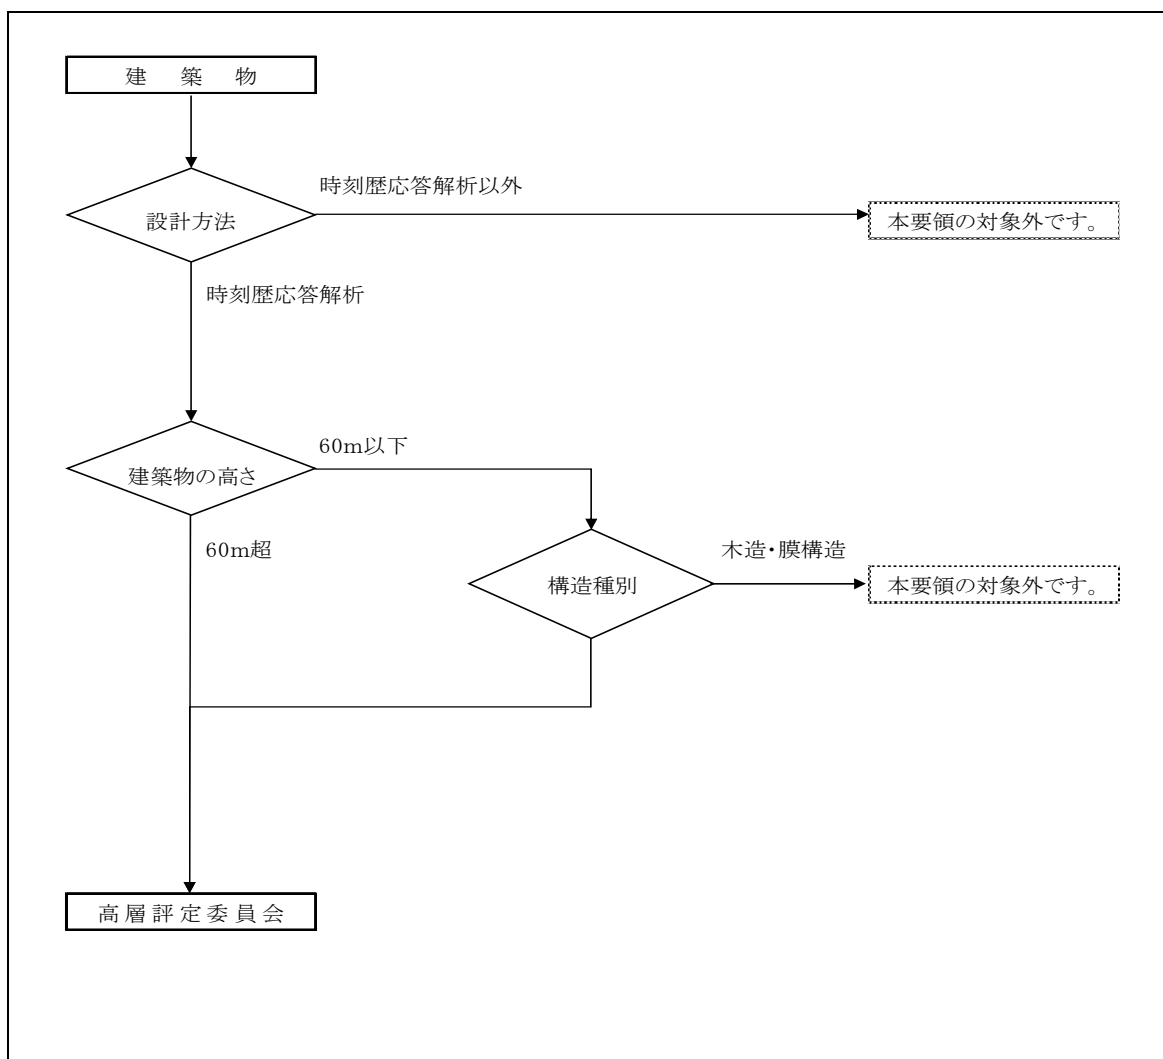 建 築 物
時刻歴応答解析以外
設計方法
本要領の対象外です。
時刻歴応答解析
60m以下
建築物の高さ
60m超
木造・膜構造
構造種別
本要領の対象外です。
高層評定委員会